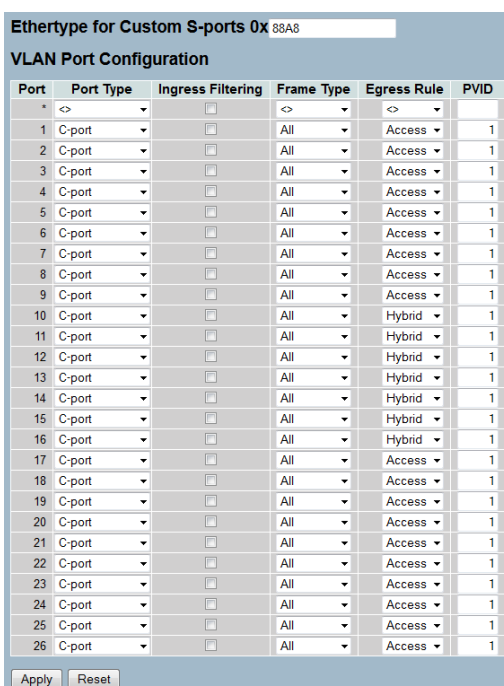 Ethertype for Custom S-ports 0x 88A8
VLAN Port Configuration
Port Port Type Ingress Filtering Frame Type Egress Rule PVID
* <> <> <>
1 C-port All Access 1
2 C-port All Access 1
3 C-port All Access 1
4 C-port All Access 1
5 C-port All Access 1
6 C-port All Access 1
7 C-port All Access 1
8 C-port All Access 1
9 C-port All Access 1
10 C-port All Hybrid 1
11 C-port All Hybrid 1
12 C-port All Hybrid 1
13 C-port All Hybrid 1
14 C-port All Hybrid 1
15 C-port All Hybrid 1
16 C-port All Hybrid 1
17 C-port All Access 1
18 C-port All Access 1
19 C-port All Access 1
20 C-port All Access 1
21 C-port All Access 1
22 C-port All Access 1
23 C-port All Access 1
24 C-port All Access 1
25 C-port All Access 1
26 C-port All Access 1
Apply Reset